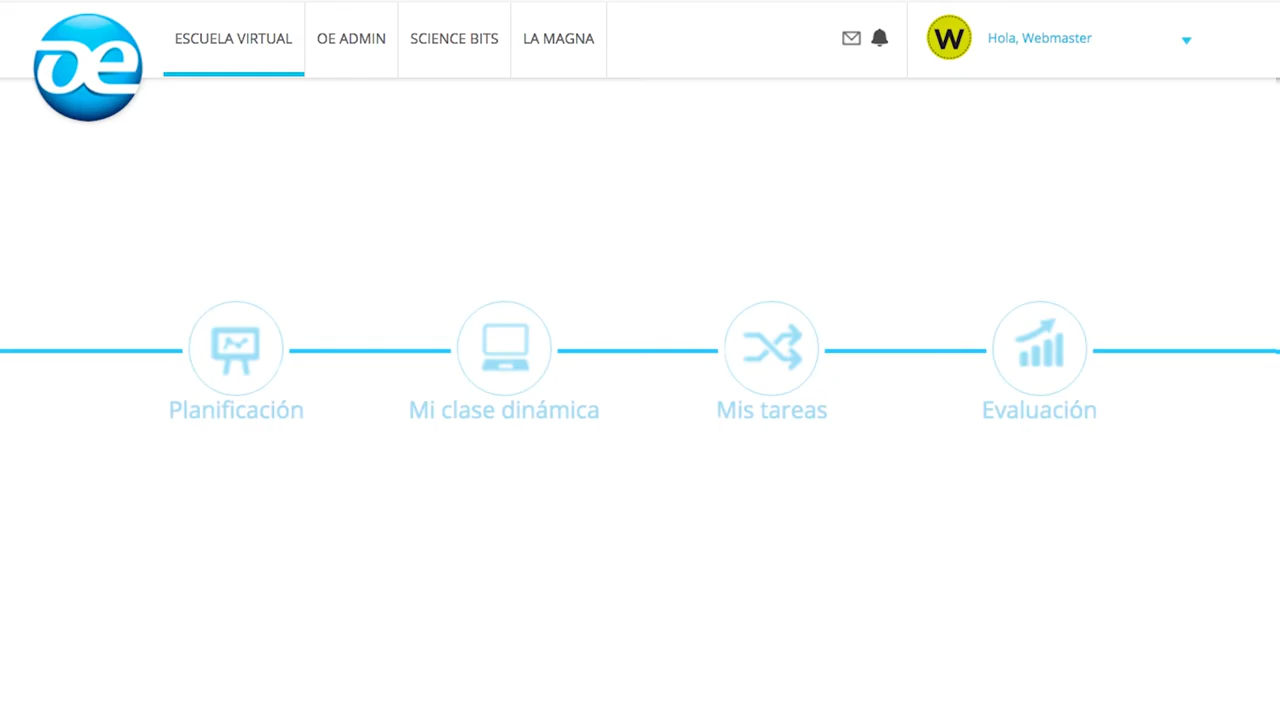 oe
ESCUELA VIRTUAL
OE ADMIN
SCIENCE BITS
LA MAGNA
W
Hola, Webmaster
Planificación
Mi clase dinámica
Mis tareas
Evaluación